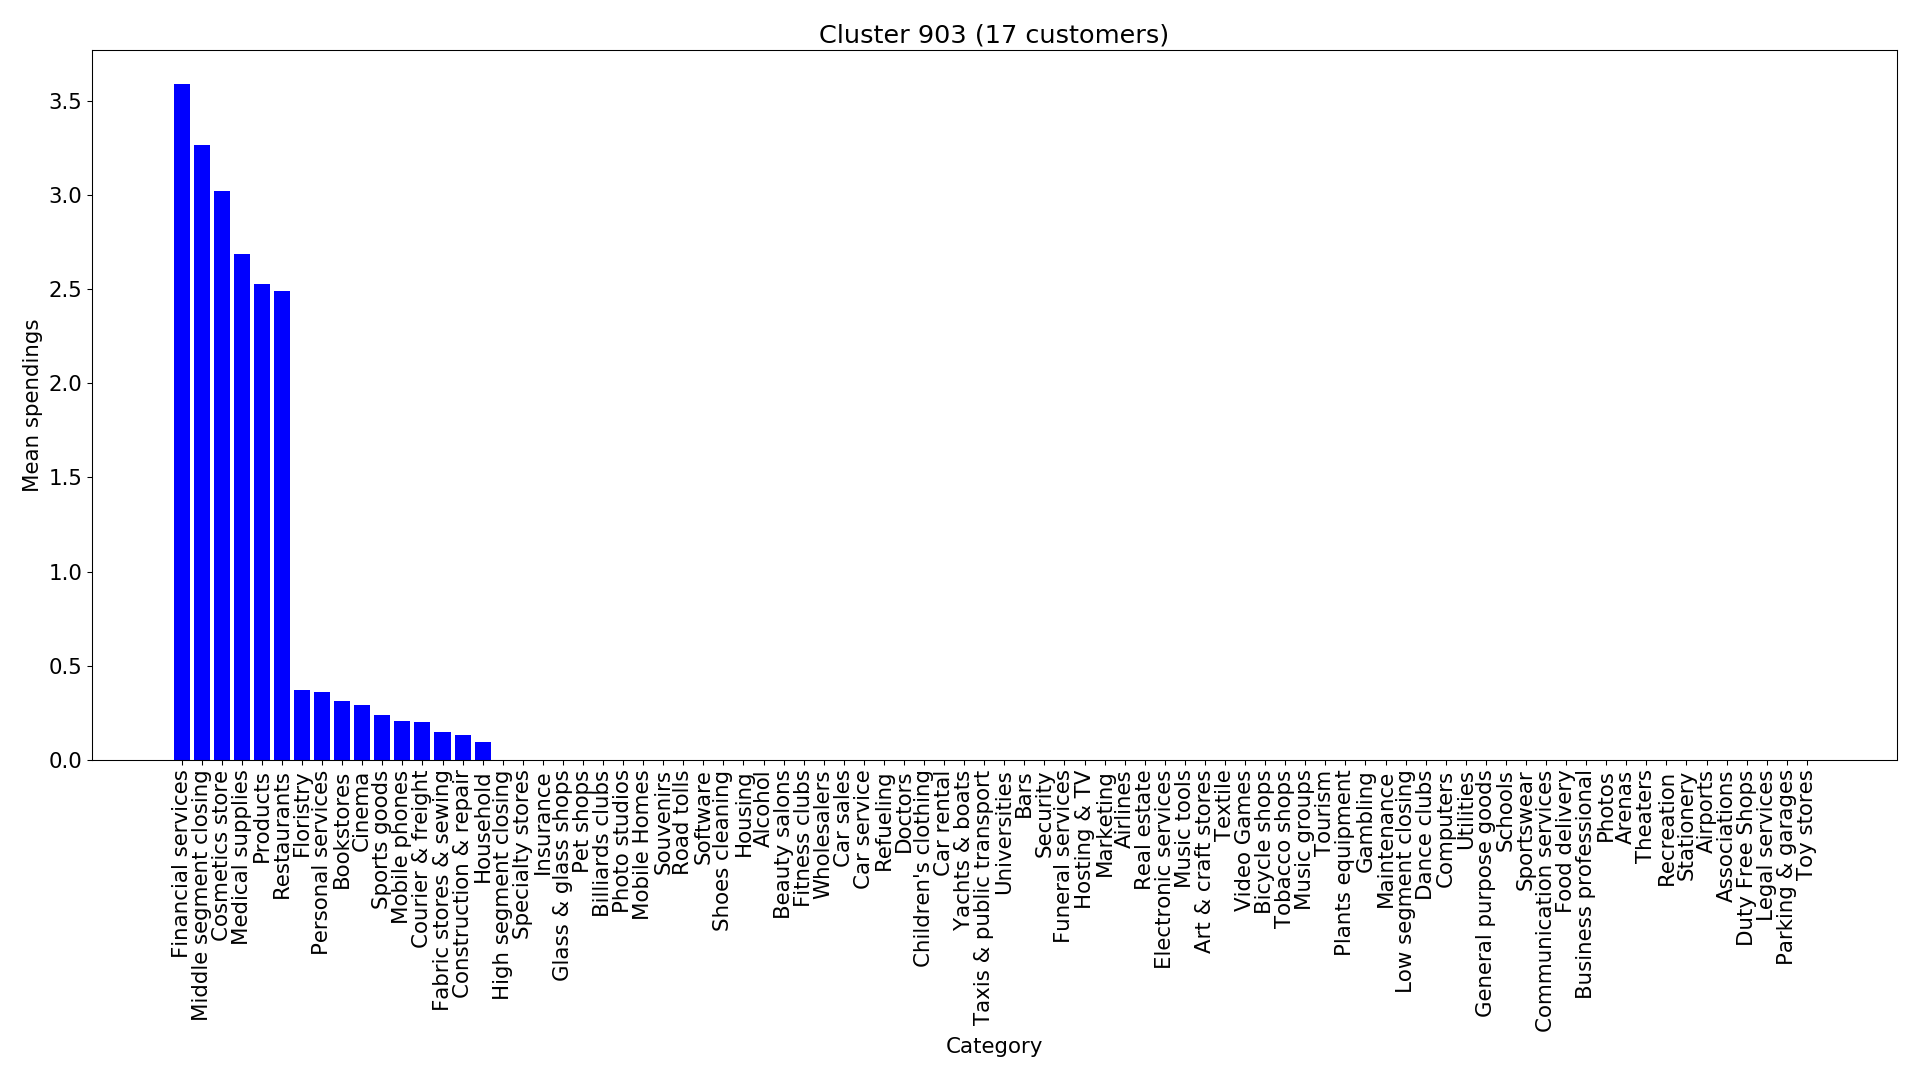 Cluster 903 (17 customers)
Mean spendings
3.5
3.0
2.5
2.0
1.5
1.0
0.5
0.0
Financial services
Middle segment closing
Cosmetics store
Medical supplies
Products
Restaurants
Floristry
Personal services
Bookstores
Cinema
Sports goods
Mobile phones
Courier & freight
Fabric stores & sewing
Construction & repair
Household
High segment closing
Specialty stores
Insurance
Glass & glass shops
Pet shops
Billiards clubs
Photo studios
Mobile Homes
Souvenirs
Road tolls
Software
Shoes cleaning
Housing
Alcohol
Beauty salons
Fitness clubs
Wholesalers
Car sales
Car service
Refueling
Doctors
Children's clothing
Car rental
Yachts & boats
Taxis & public transport
Universities
Bars
Security
Funeral services
Hosting & TV
Marketing
Airlines
Real estate
Electronic services
Music tools
Art & craft stores
Textile
Video Games
Bicycle shops
Tobacco shops
Music groups
Tourism
Plants equipment
Gambling
Maintenance
Low segment closing
Dance clubs
Computers
Utilities
General purpose goods
Schools
Sportswear
Communication services
Food delivery
Business professional
Photos
Arenas
Theaters
Recreation
Stationery
Airports
Associations
Duty Free Shops
Legal services
Parking & garages
Toy stores
Category